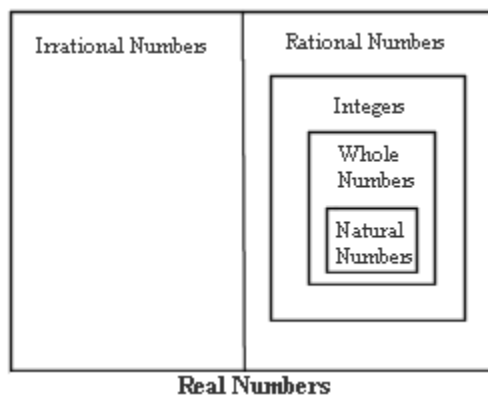 Irrational Numbers
Rational Numbers
Integers
Whole
Numbers
Natural
Numbers
Real Numbers